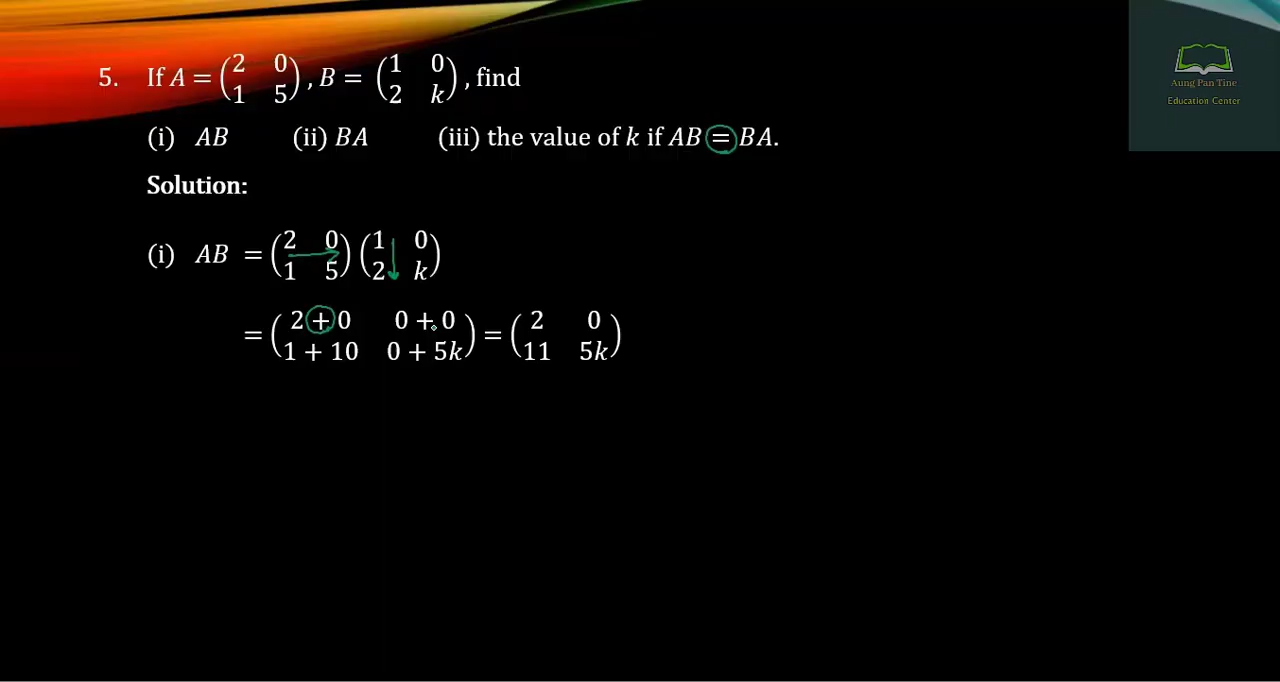 Aung Pan Tine
Education Center
5. If A = (2 0
1 5), B = (1 0
2 k), find
(i) AB (ii) BA (iii) the value of k if AB = BA.
Solution:
(i) AB = (2 0
1 5)(1 0
2 k)
= (2 + 0 0 + 0
1 + 10 0 + 5k) = (2 0
11 5k)